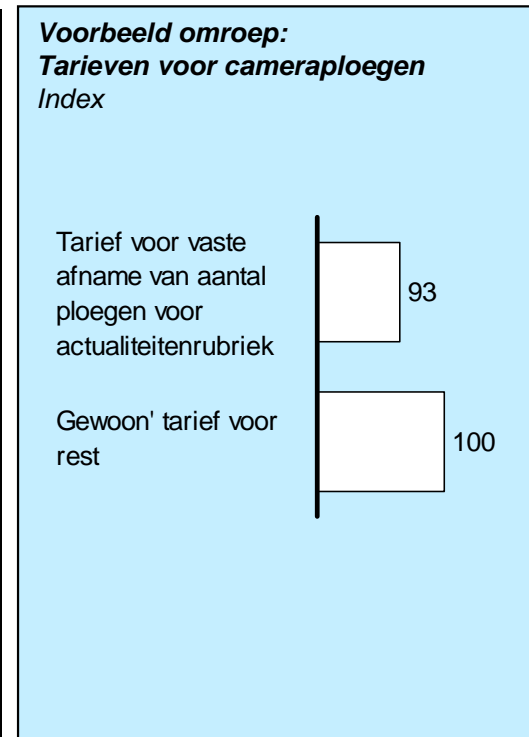 Voorbeeld omroep:
Tarieven voor cameraploegen
Index
Tarief voor vaste
afname van aantal
ploegen voor
actualiteitenrubriek
93
Gewoon' tarief voor
rest
100